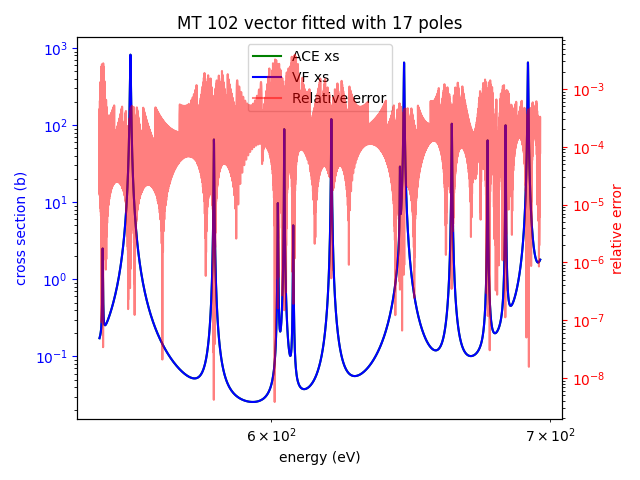 MT 102 vector fitted with 17 poles
ACE xs
VF xs
Relative error
cross section (b)
10³
10²
10¹
10⁰
10⁻¹
relative error
10⁻³
10⁻⁴
10⁻⁵
10⁻⁶
10⁻⁷
10⁻⁸
6 × 10² 7 × 10²
energy (eV)